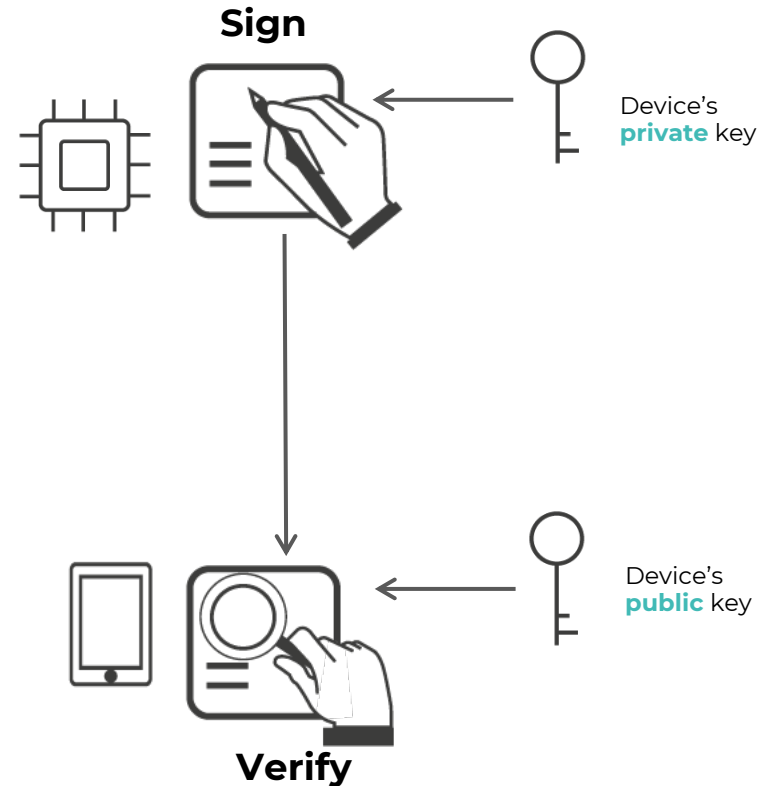 Sign
Device’s
private key
Device’s
public key
Verify